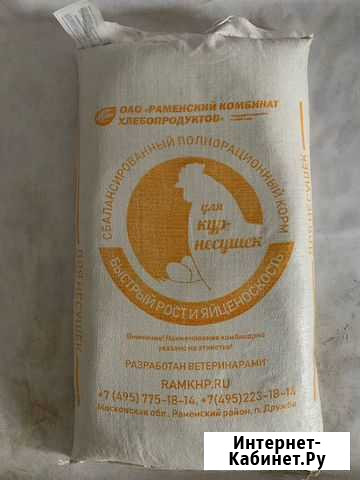 ОАО «РАМЕНСКИЙ КОМБИНАТ
ХЛЕБОПРОДУКТОВ»
СБАЛАНСИРОВАННЫЙ ПОЛНОРАЦИОННЫЙ КОРМ
для
кур-
несушек
БЫСТРЫЙ РОСТ И ЯЙЦЕНОСКОСТЬ
Внимание! Наименование комбикорма
указано на этикетке!
РАЗРАБОТАН ВЕТЕРИНАРАМИ
RAMKHP.RU
+7 (495) 775-18-14, +7(495)223-18-14
Московская обл., Раменский район, п. Дружба
Интернет-
Кабинет.Ру